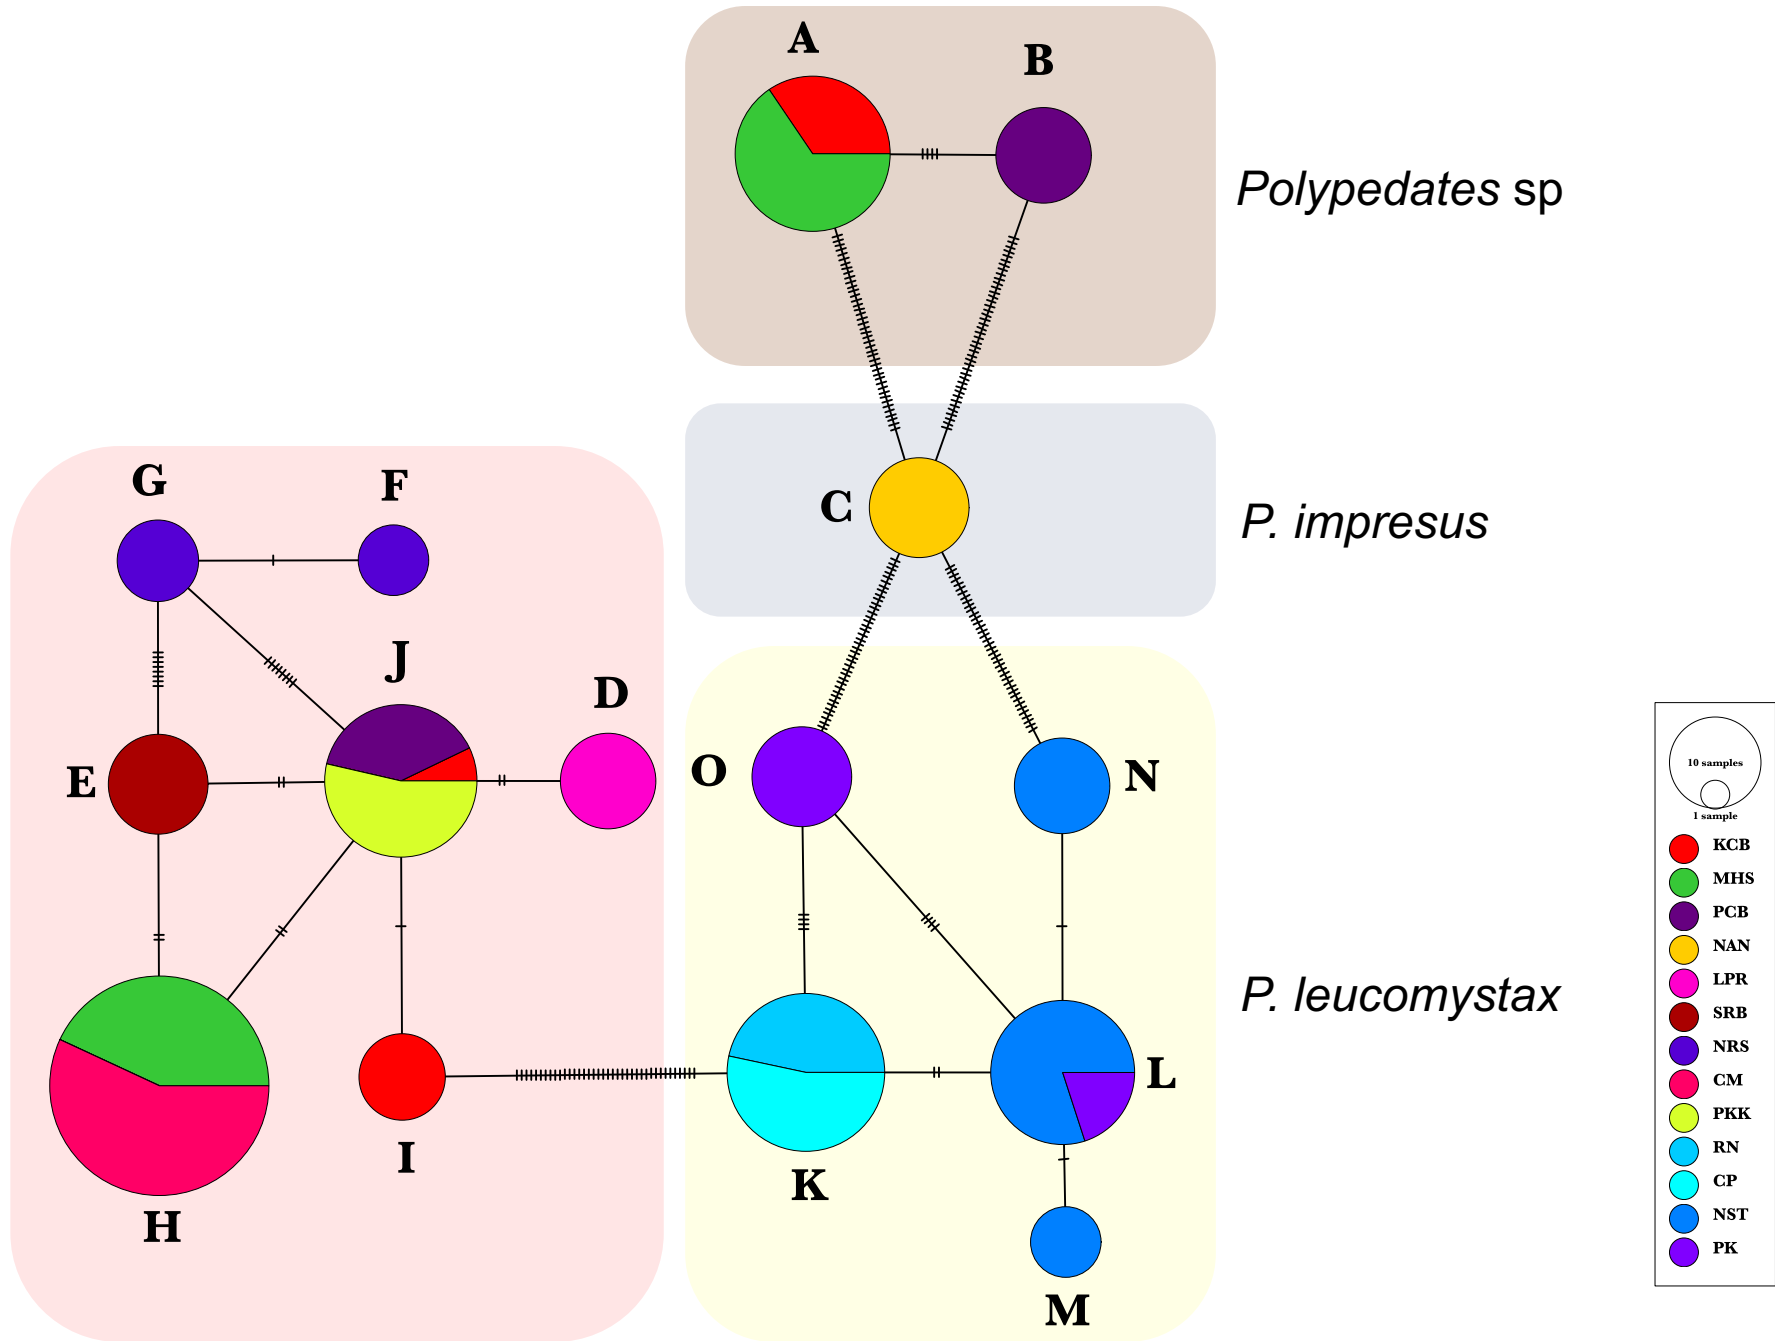 A
B
Polypedates sp
C
P. impresus
G
F
J
D
E
O
N
H
I
K
L
M
P. leucomystax
10 samples
1 sample
KCB
MHS
PCB
NAN
LPR
SRB
NRS
CM
PKK
RN
CP
NST
PK